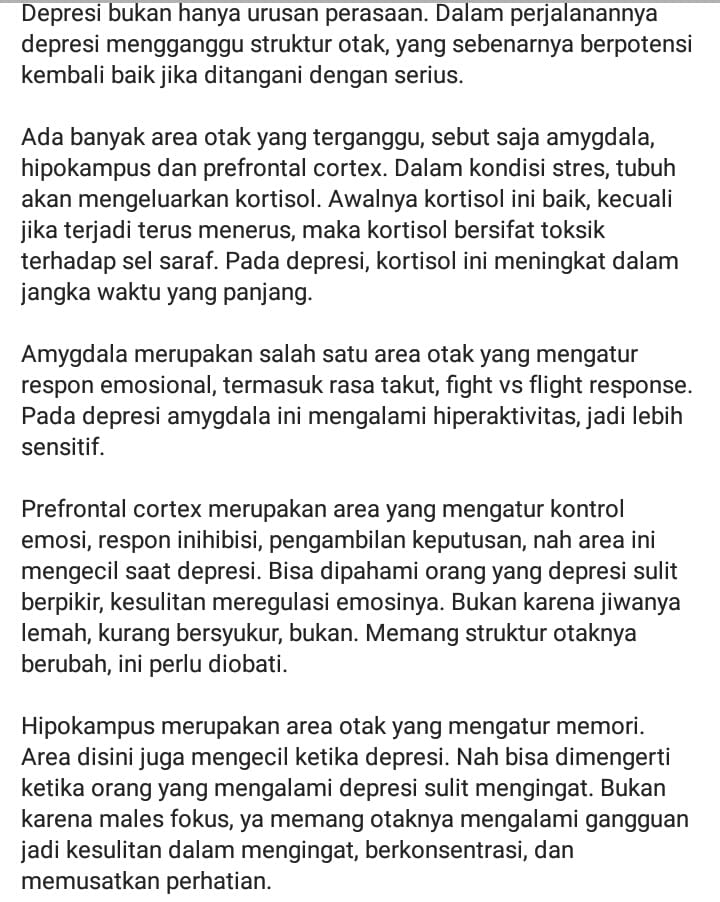 Depresi bukan hanya urusan perasaan. Dalam perjalanannya
depresi mengganggu struktur otak, yang sebenarnya berpotensi
kembali baik jika ditangani dengan serius.
Ada banyak area otak yang terganggu, sebut saja amygdala,
hipokampus dan prefrontal cortex. Dalam kondisi stres, tubuh
akan mengeluarkan kortisol. Awalnya kortisol ini baik, kecuali
jika terjadi terus menerus, maka kortisol bersifat toksik
terhadap sel saraf. Pada depresi, kortisol ini meningkat dalam
jangka waktu yang panjang.
Amygdala merupakan salah satu area otak yang mengatur
respon emosional, termasuk rasa takut, fight vs flight response.
Pada depresi amygdala ini mengalami hiperaktivitas, jadi lebih
sensitif.
Prefrontal cortex merupakan area yang mengatur kontrol
emosi, respon inihibisi, pengambilan keputusan, nah area ini
mengecil saat depresi. Bisa dipahami orang yang depresi sulit
berpikir, kesulitan meregulasi emosinya. Bukan karena jiwanya
lemah, kurang bersyukur, bukan. Memang struktur otaknya
berubah, ini perlu diobati.
Hipokampus merupakan area otak yang mengatur memori.
Area disini juga mengecil ketika depresi. Nah bisa dimengerti
ketika orang yang mengalami depresi sulit mengingat. Bukan
karena males fokus, ya memang otaknya mengalami gangguan
jadi kesulitan dalam mengingat, berkonsentrasi, dan
memusatkan perhatian.